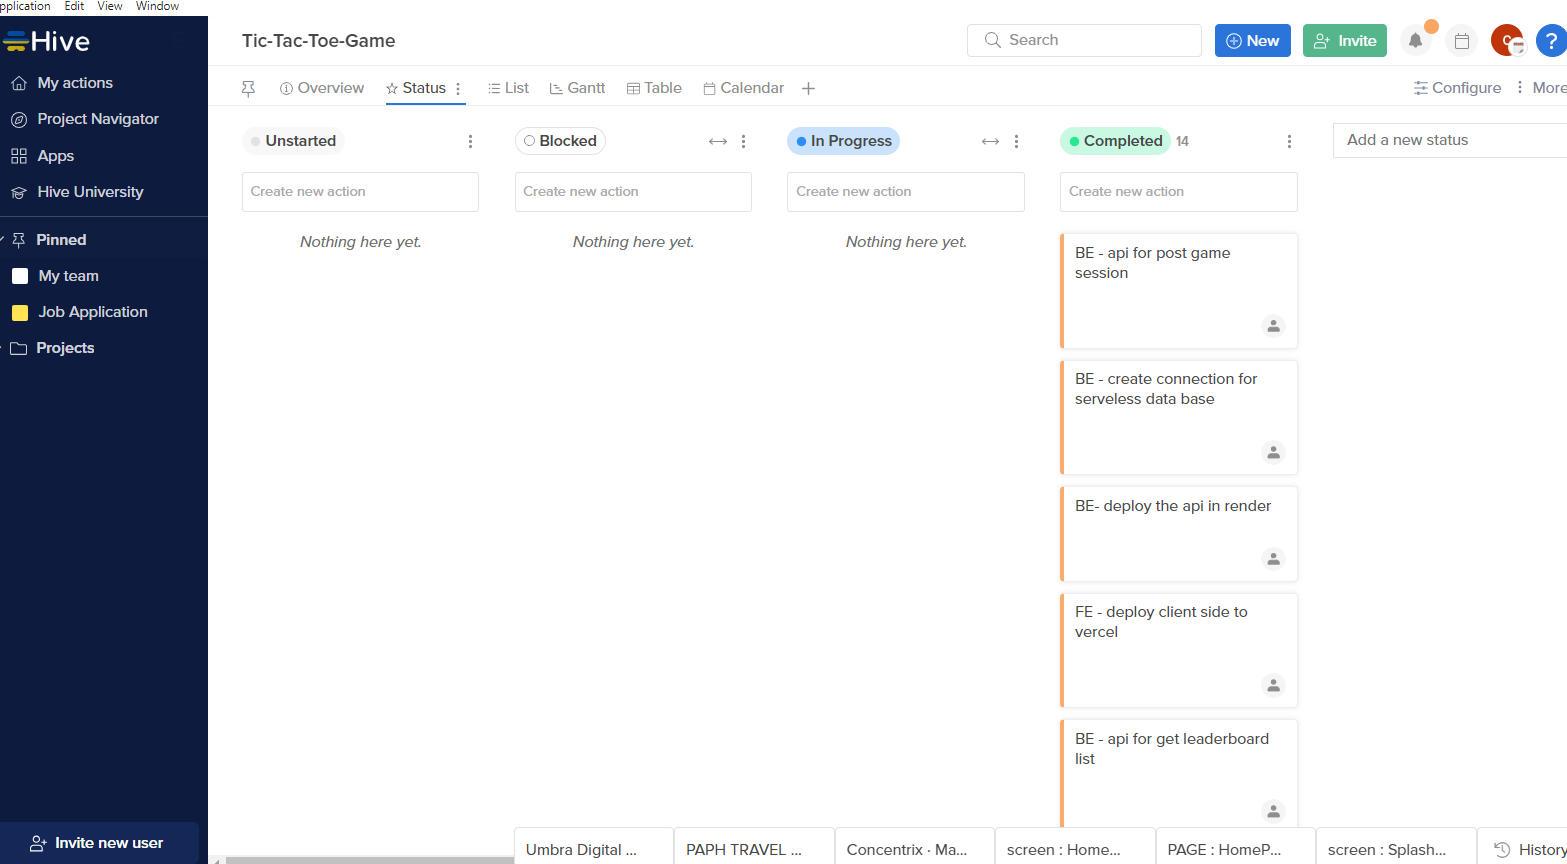 pplication Edit View Window
Hive
My actions
Project Navigator
Apps
Hive University
Pinned
My team
Job Application
Projects
Invite new user
Tic-Tac-Toe-Game
Search
New
Invite
C
?
Overview
Status
List
Gantt
Table
Calendar
Configure
More
Unstarted
Create new action
Nothing here yet.
Blocked
Create new action
Nothing here yet.
In Progress
Create new action
Nothing here yet.
Completed 14
Create new action
BE - api for post game
session
BE - create connection for
serveless data base
BE- deploy the api in render
FE - deploy client side to
vercel
BE - api for get leaderboard
list
Add a new status
Umbra Digital ...
PAPH TRAVEL ...
Concentrix · Ma...
screen : Home...
PAGE : HomeP...
screen : Splash...
History